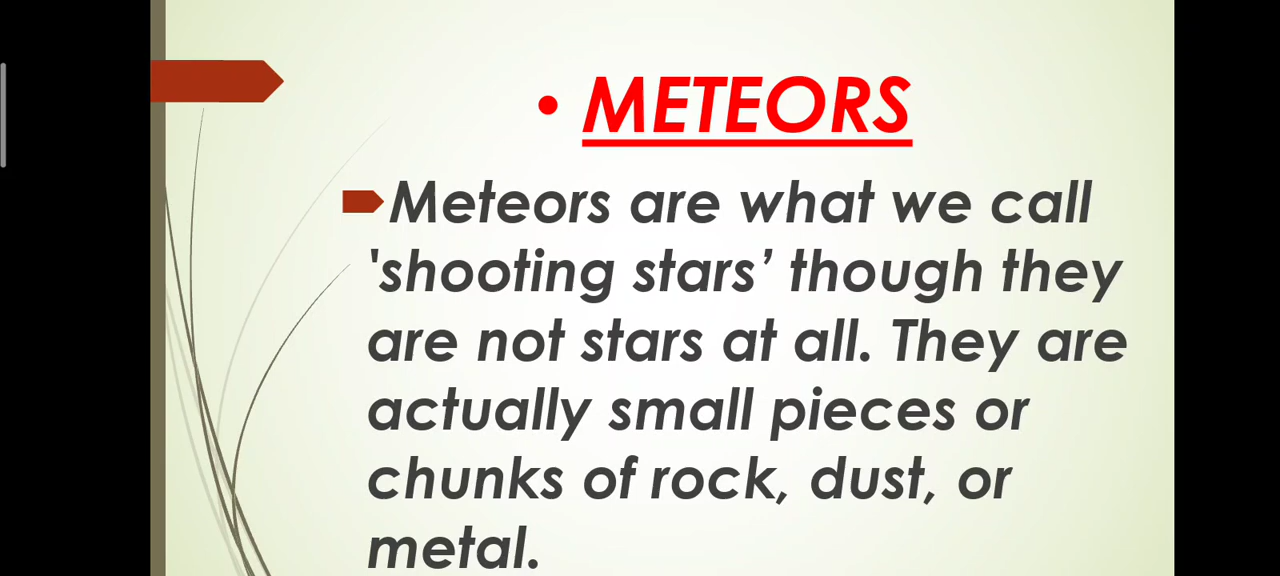 • METEORS
Meteors are what we call
'shooting stars’ though they
are not stars at all. They are
actually small pieces or
chunks of rock, dust, or
metal.